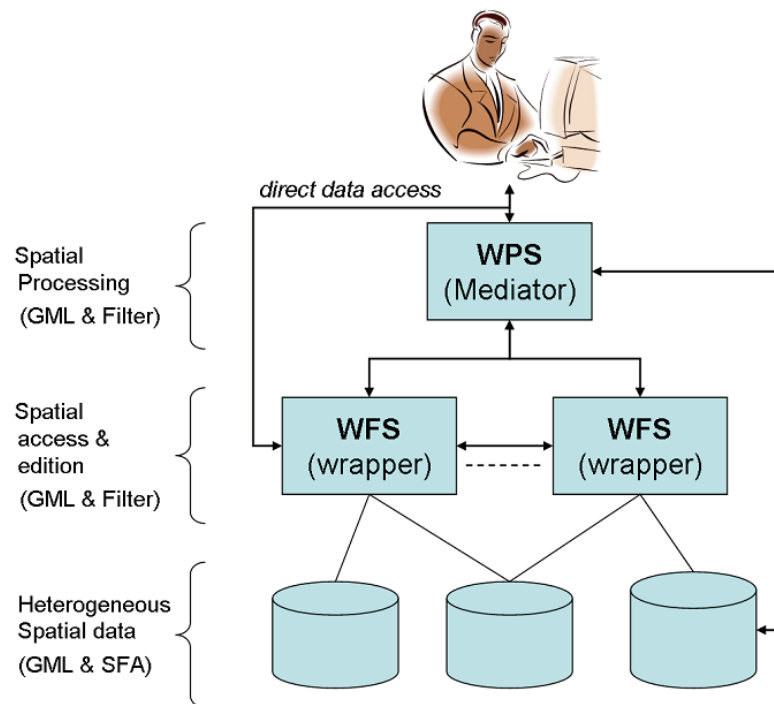 direct data access
Spatial
Processing
(GML & Filter)
WPS
(Mediator)
Spatial
access &
edition
(GML & Filter)
WFS
(wrapper)
WFS
(wrapper)
Heterogeneous
Spatial data
(GML & SFA)